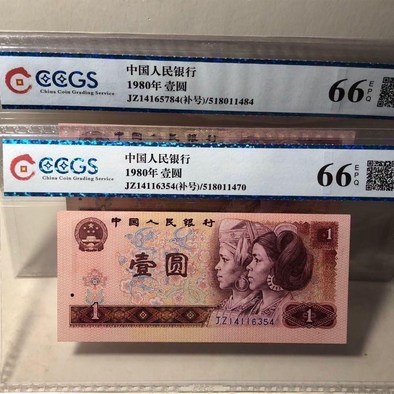 CCGS
China Coin Grading Service
中国人民银行
1980年 壹圆
JZ14165784(补号)/518011484
66 EPQ
CCGS
China Coin Grading Service
中国人民银行
1980年 壹圆
JZ14116354(补号)/518011470
66 EPQ
中国人民银行
1
壹圆
JZ14116354
1
1